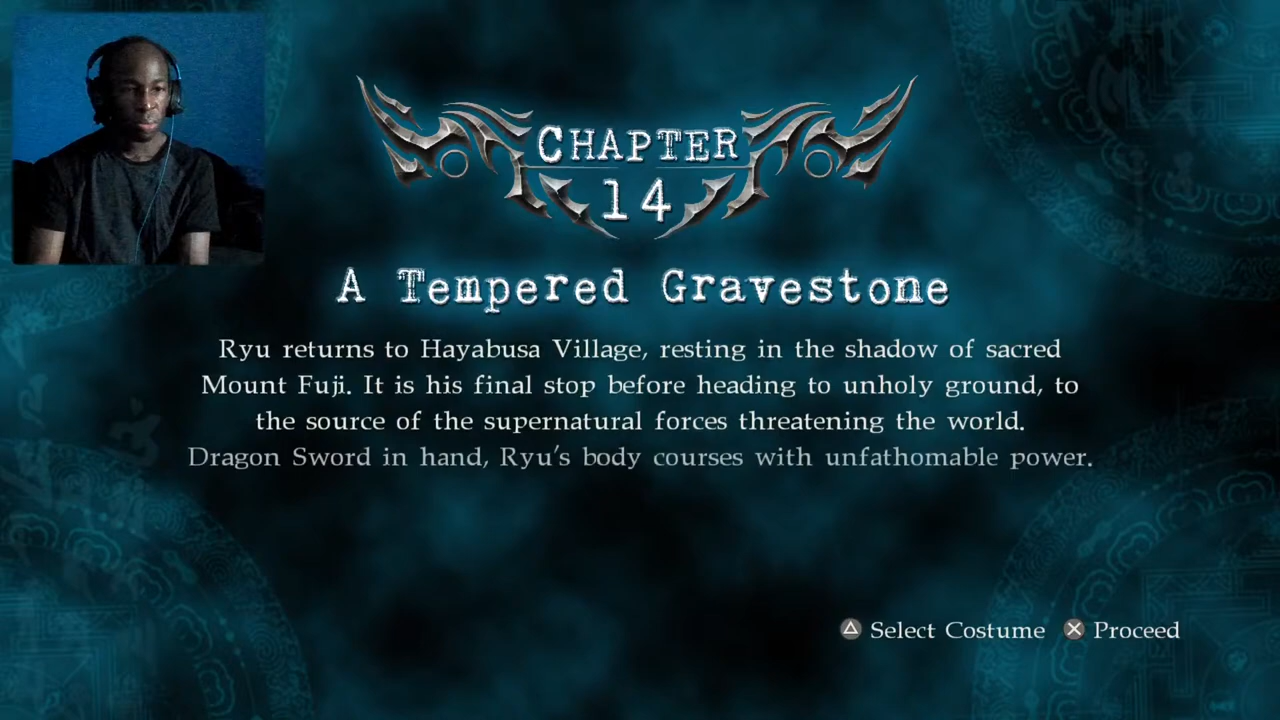 Chapter
14
A Tempered Gravestone
Ryu returns to Hayabusa Village, resting in the shadow of sacred
Mount Fuji. It is his final stop before heading to unholy ground, to
the source of the supernatural forces threatening the world.
Dragon Sword in hand, Ryu's body courses with unfathomable power.
Select Costume Proceed